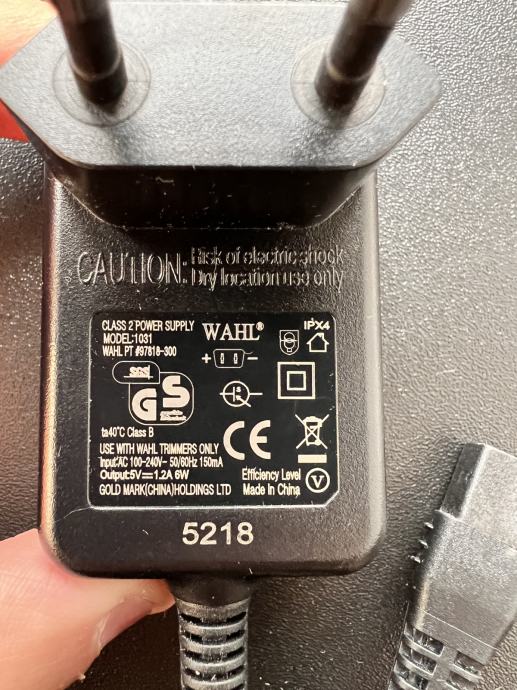 CAUTION: Risk of electric shock
Dry location use only
CLASS 2 POWER SUPPLY
MODEL:1031
WAHL PT #97818-300
WAHL®
IPX4
+ −
SGS
GS
ta40°C Class B
USE WITH WAHL TRIMMERS ONLY
Input:AC 100-240V~ 50/60Hz 150mA
Output:5V⎓1.2A 6W
GOLD MARK(CHINA)HOLDINGS LTD
CE
Efficiency Level V
Made In China
5218